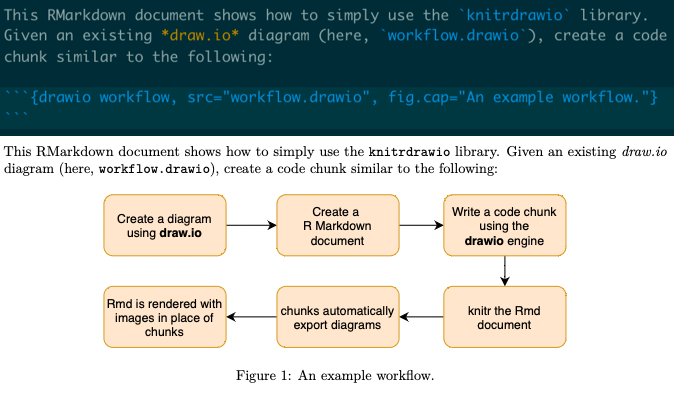 This RMarkdown document shows how to simply use the `knitrdrawio` library.
Given an existing *draw.io* diagram (here, `workflow.drawio`), create a code
chunk similar to the following:
```{drawio workflow, src="workflow.drawio", fig.cap="An example workflow."}
```
This RMarkdown document shows how to simply use the knitrdrawio library. Given an existing draw.io
diagram (here, workflow.drawio), create a code chunk similar to the following:
Create a diagram
using draw.io
Create a
R Markdown
document
Write a code chunk
using the
drawio engine
Rmd is rendered with
images in place of
chunks
chunks automatically
export diagrams
knitr the Rmd
document
Figure 1: An example workflow.